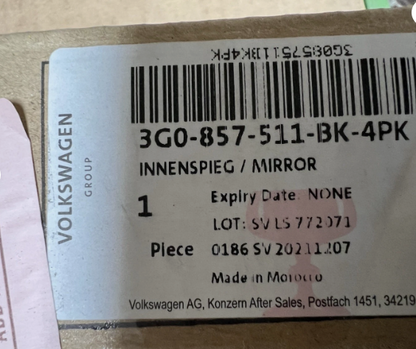 3G0857511BK4PK
VOLKSWAGEN
GROUP
3G0-857-511-BK-4PK
INNENSPIEG / MIRROR
1
Expiry Date: NONE
LOT: SV LS 772071
Piece 0186 SV 20211207
Made in Morocco
Volkswagen AG, Konzern After Sales, Postfach 1451, 34219